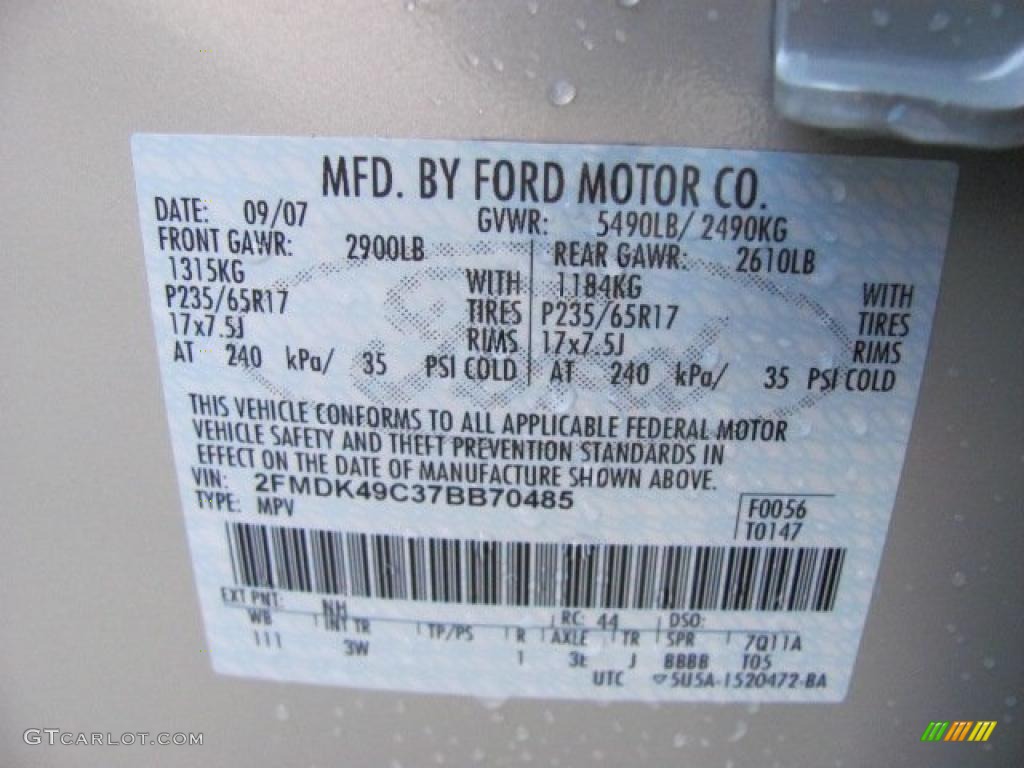 MFD. BY FORD MOTOR CO.
DATE: 09/07 GVWR: 5490LB/ 2490KG
FRONT GAWR: 2900LB REAR GAWR: 2610LB
1315KG WITH 1184KG WITH
P235/65R17 TIRES P235/65R17 TIRES
17x7.5J RIMS 17x7.5J RIMS
AT 240 kPa/ 35 PSI COLD AT 240 kPa/ 35 PSI COLD
THIS VEHICLE CONFORMS TO ALL APPLICABLE FEDERAL MOTOR
VEHICLE SAFETY AND THEFT PREVENTION STANDARDS IN
EFFECT ON THE DATE OF MANUFACTURE SHOWN ABOVE.
VIN: 2FMDK49C37BB70485
TYPE: MPV
F0056
T0147
EXT PNT: NH RC: 44 DSO:
WB INT TR TP/PS R AXLE TR SPR 7Q11A
111 3W 1 3E J BBBB T05
UTC 5U5A-1520472-BA
GTCARLOT.COM